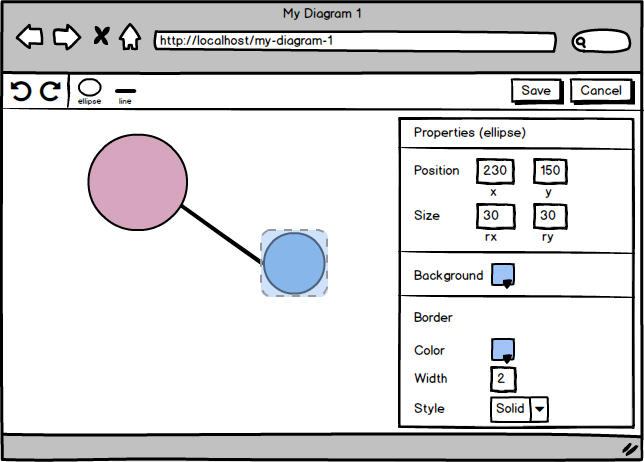 My Diagram 1
http://localhost/my-diagram-1
ellipse line
Save Cancel
Properties (ellipse)
Position 230 150
x y
Size 30 30
rx ry
Background
Border
Color
Width 2
Style Solid